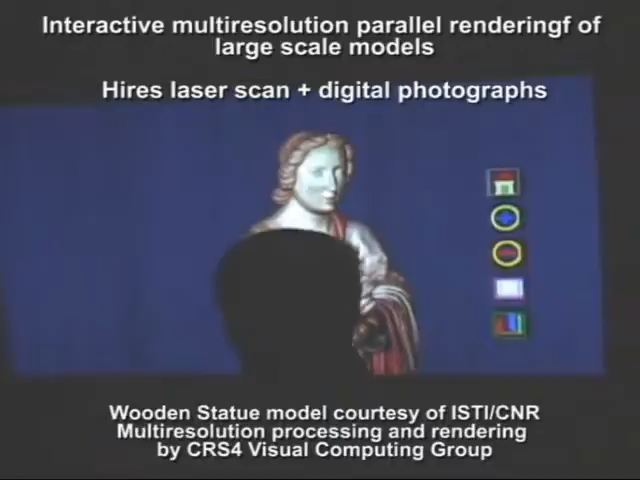 Interactive multiresolution parallel renderingf of
large scale models
Hires laser scan + digital photographs
Wooden Statue model courtesy of ISTI/CNR
Multiresolution processing and rendering
by CRS4 Visual Computing Group